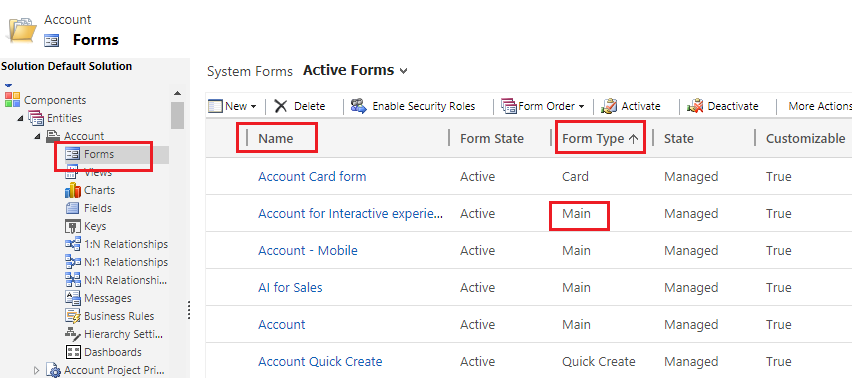 Account
Forms
Solution Default Solution
Components
Entities
Account
Forms
Views
Charts
Fields
Keys
1:N Relationships
N:1 Relationships
N:N Relationshi...
Messages
Business Rules
Hierarchy Setti...
Dashboards
Account Project Pri...
System Forms Active Forms
New Delete Enable Security Roles Form Order Activate Deactivate More Actions
Name Form State Form Type ↑ State Customizable
Account Card form Active Card Managed True
Account for Interactive experie... Active Main Managed True
Account - Mobile Active Main Managed True
AI for Sales Active Main Managed True
Account Active Main Managed True
Account Quick Create Active Quick Create Managed True